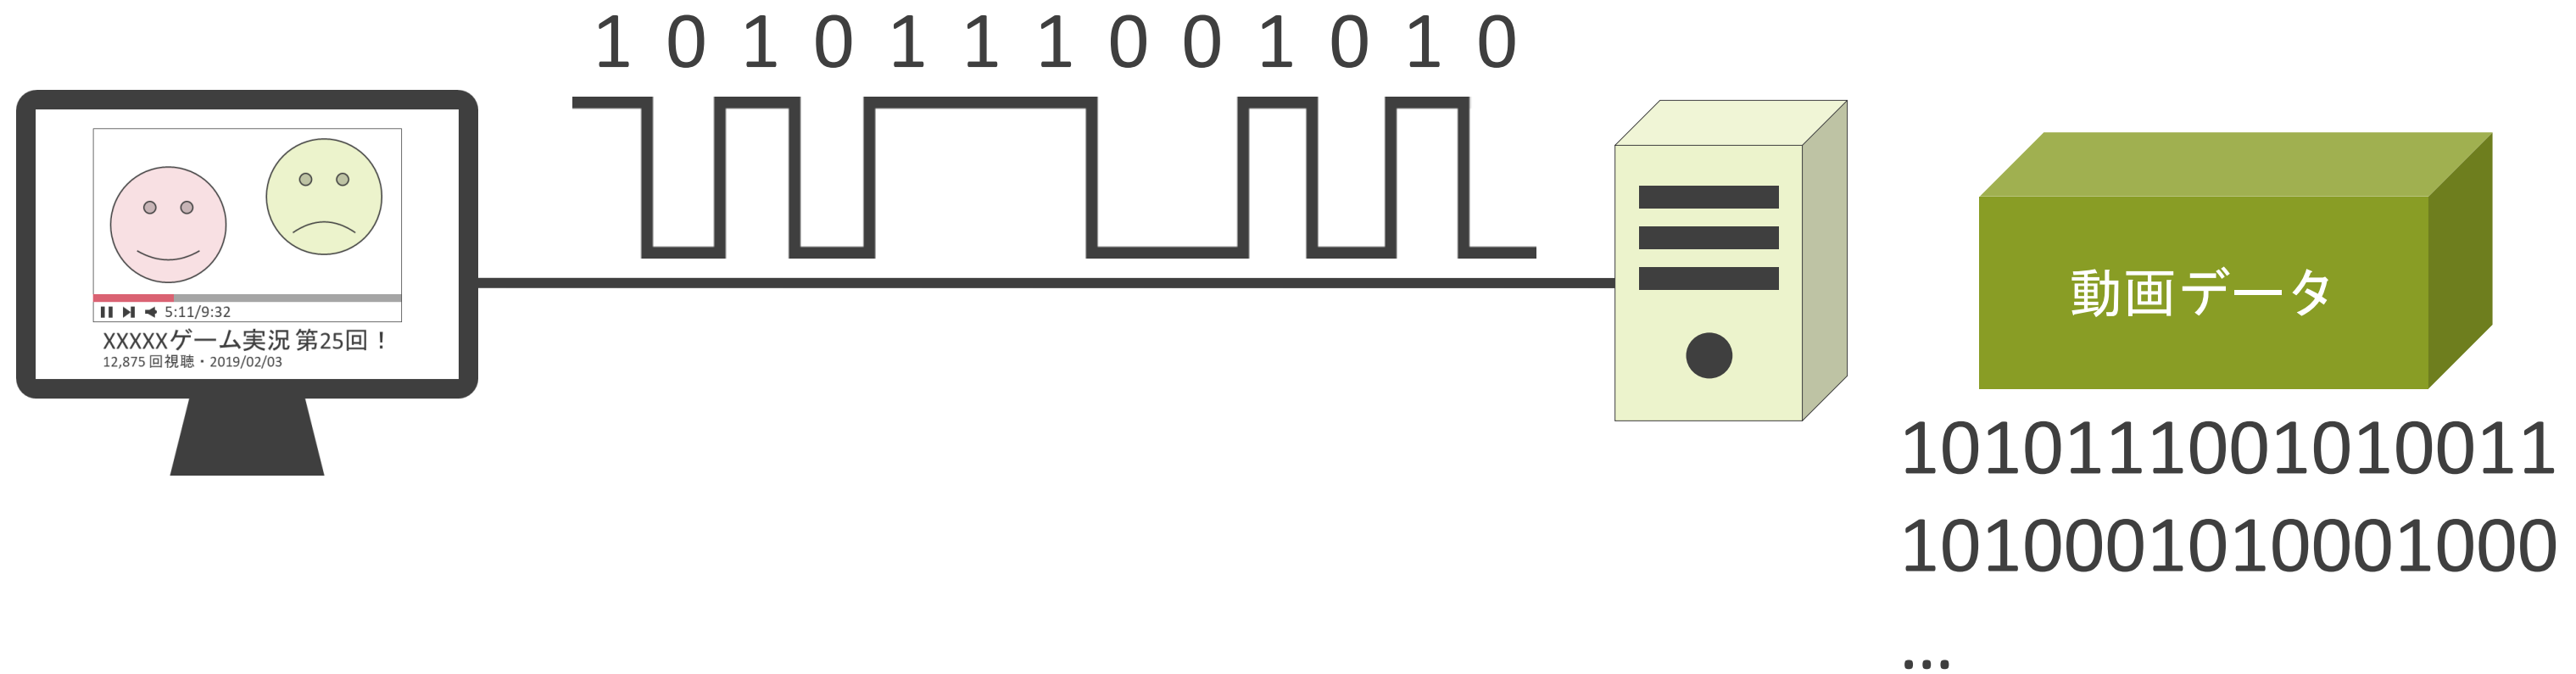 1 0 1 0 1 1 1 0 0 1 0 1 0
5:11/9:32
XXXXXゲーム実況 第25回！
12,875 回視聴・2019/02/03
動画データ
1010111001010011
1010001010001000
…